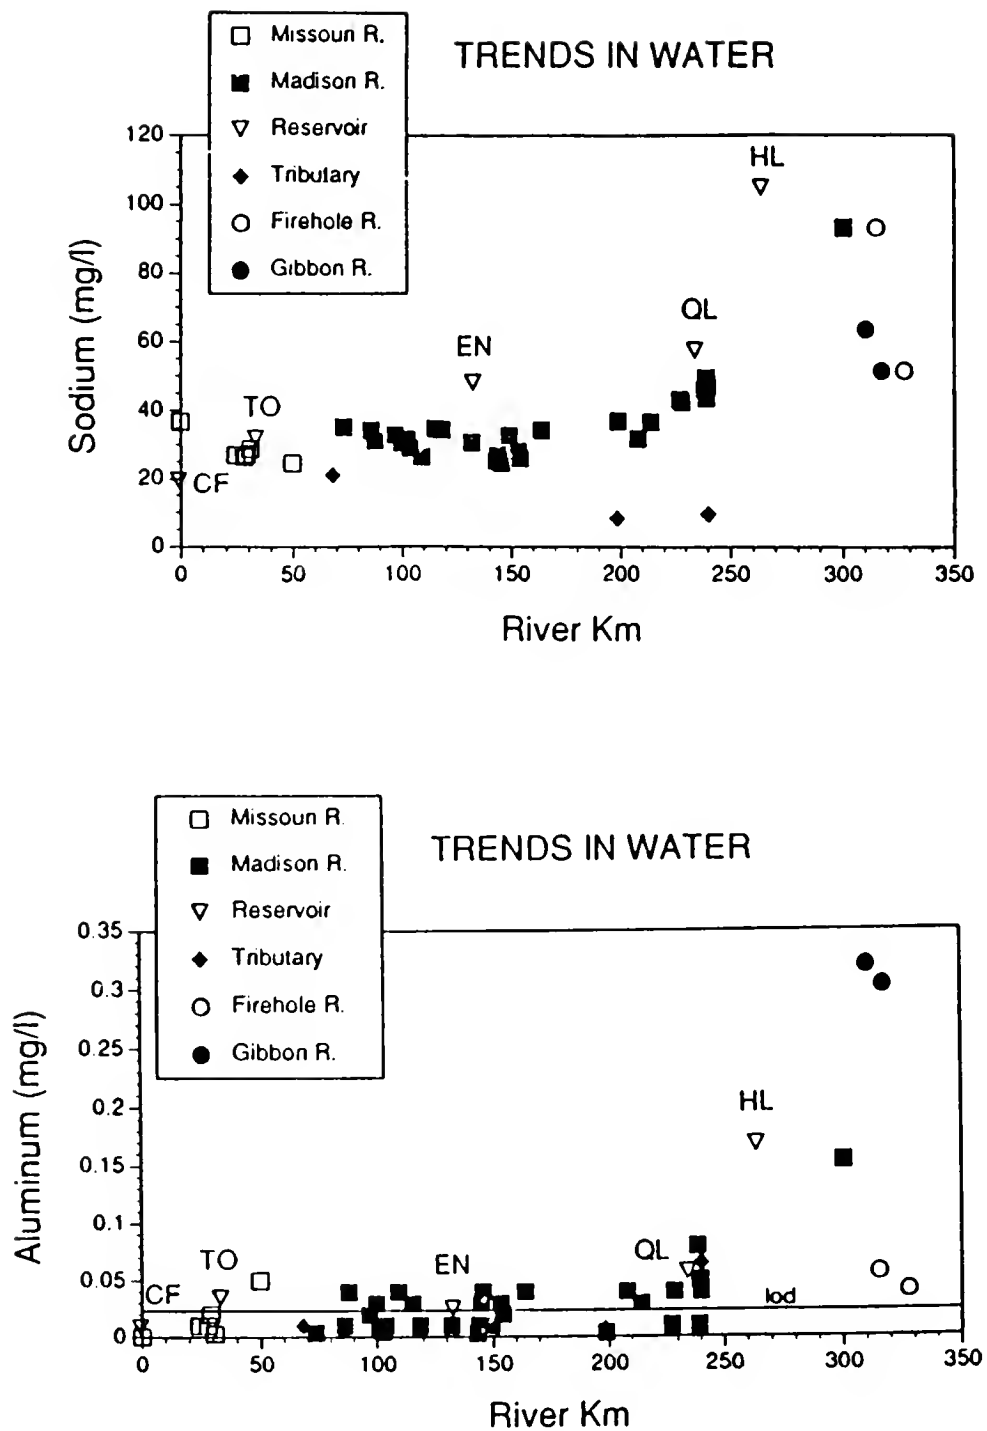 Missoun R.
Madison R.
Reservoir
Tributary
Firehole R.
Gibbon R.
TRENDS IN WATER
Sodium (mg/l)
120
100
80
60
40
20
0
HL
QL
EN
TO
CF
0 50 100 150 200 250 300 350
River Km
Missoun R.
Madison R.
Reservoir
Tributary
Firehole R.
Gibbon R.
TRENDS IN WATER
Aluminum (mg/l)
0.35
0.3
0.25
0.2
0.15
0.1
0.05
0
HL
QL
EN
TO
CF
lod
0 50 100 150 200 250 300 350
River Km